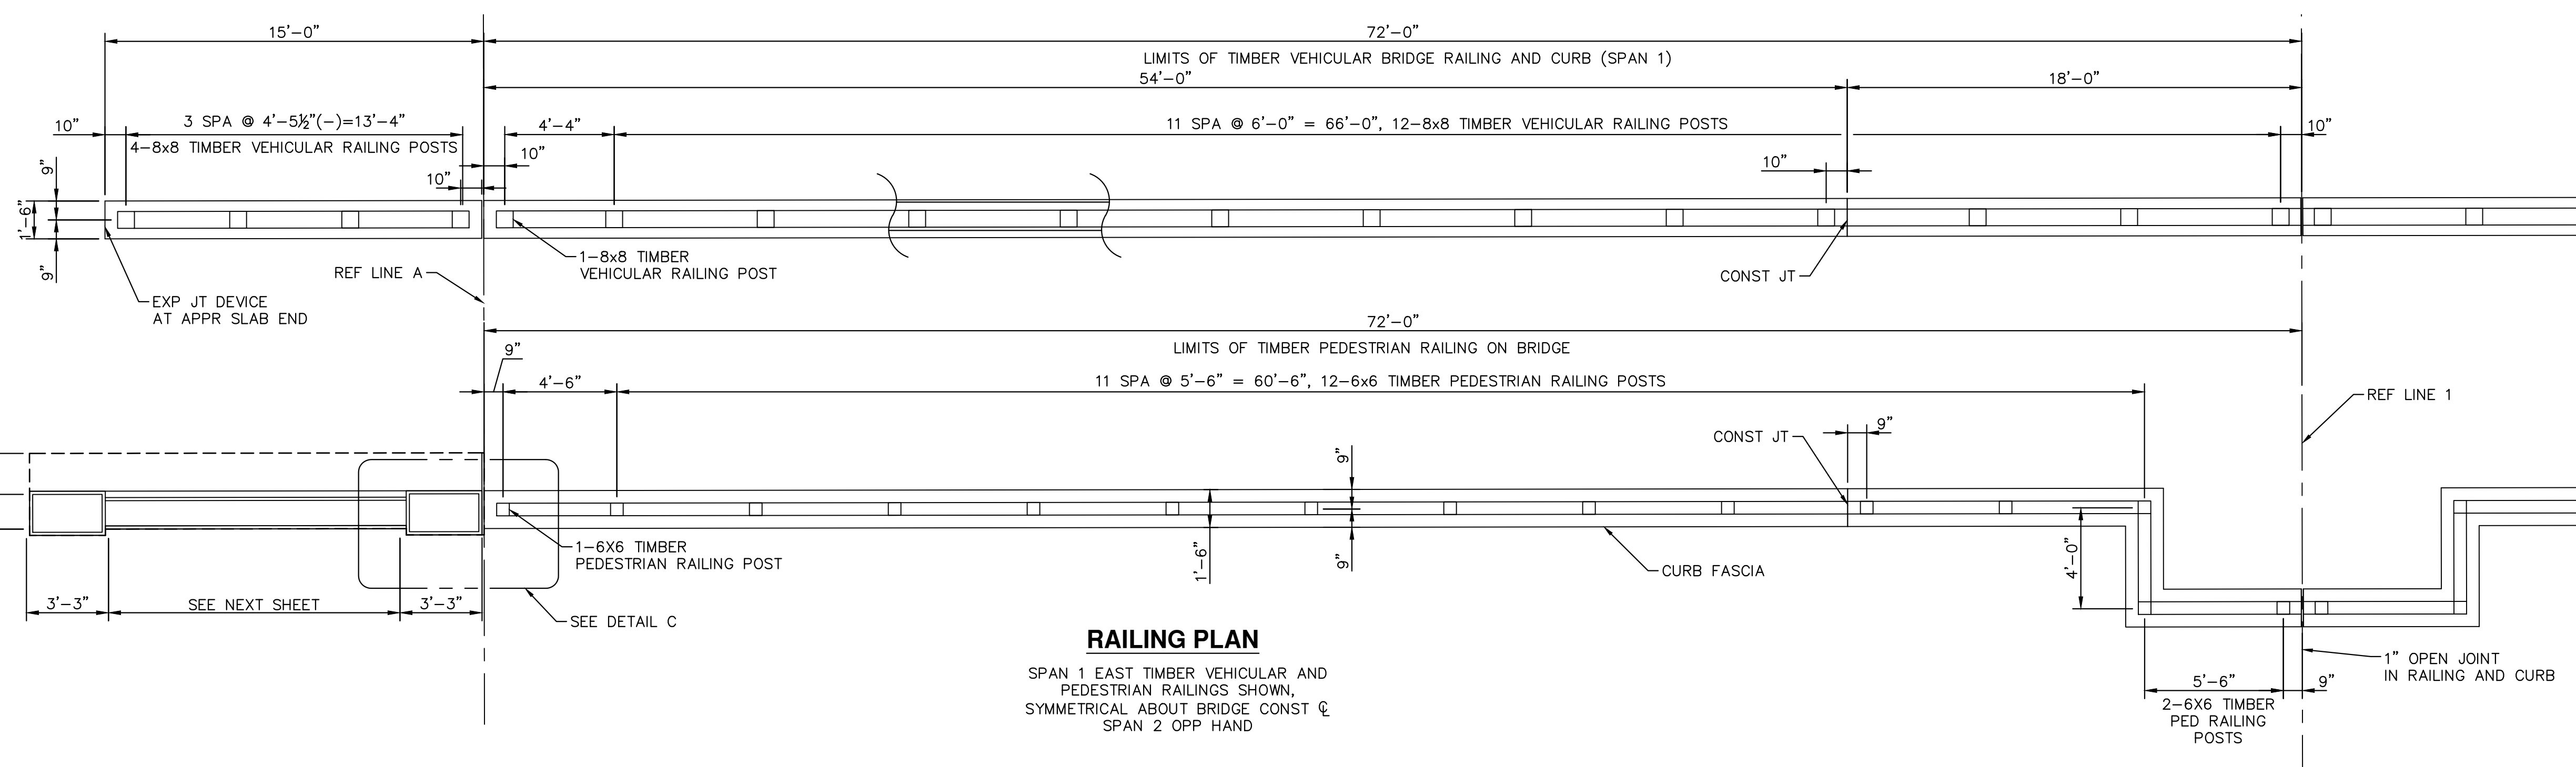 15'-0"
72'-0"
LIMITS OF TIMBER VEHICULAR BRIDGE RAILING AND CURB (SPAN 1)
54'-0"
18'-0"
10"
3 SPA @ 4'-5½"(-)=13'-4"
4'-4"
11 SPA @ 6'-0" = 66'-0", 12-8x8 TIMBER VEHICULAR RAILING POSTS
10"
4-8x8 TIMBER VEHICULAR RAILING POSTS
10"
10"
10"
9"
1'-6"
9"
1-8x8 TIMBER
VEHICULAR RAILING POST
REF LINE A
CONST JT
EXP JT DEVICE
AT APPR SLAB END
72'-0"
LIMITS OF TIMBER PEDESTRIAN RAILING ON BRIDGE
9"
4'-6"
11 SPA @ 5'-6" = 60'-6", 12-6x6 TIMBER PEDESTRIAN RAILING POSTS
REF LINE 1
CONST JT
9"
9"
1'-6"
9"
4'-0"
1-6X6 TIMBER
PEDESTRIAN RAILING POST
CURB FASCIA
3'-3"
SEE NEXT SHEET
3'-3"
SEE DETAIL C
RAILING PLAN
SPAN 1 EAST TIMBER VEHICULAR AND
PEDESTRIAN RAILINGS SHOWN,
SYMMETRICAL ABOUT BRIDGE CONST ℄
SPAN 2 OPP HAND
1" OPEN JOINT
IN RAILING AND CURB
5'-6"
9"
2-6X6 TIMBER
PED RAILING
POSTS